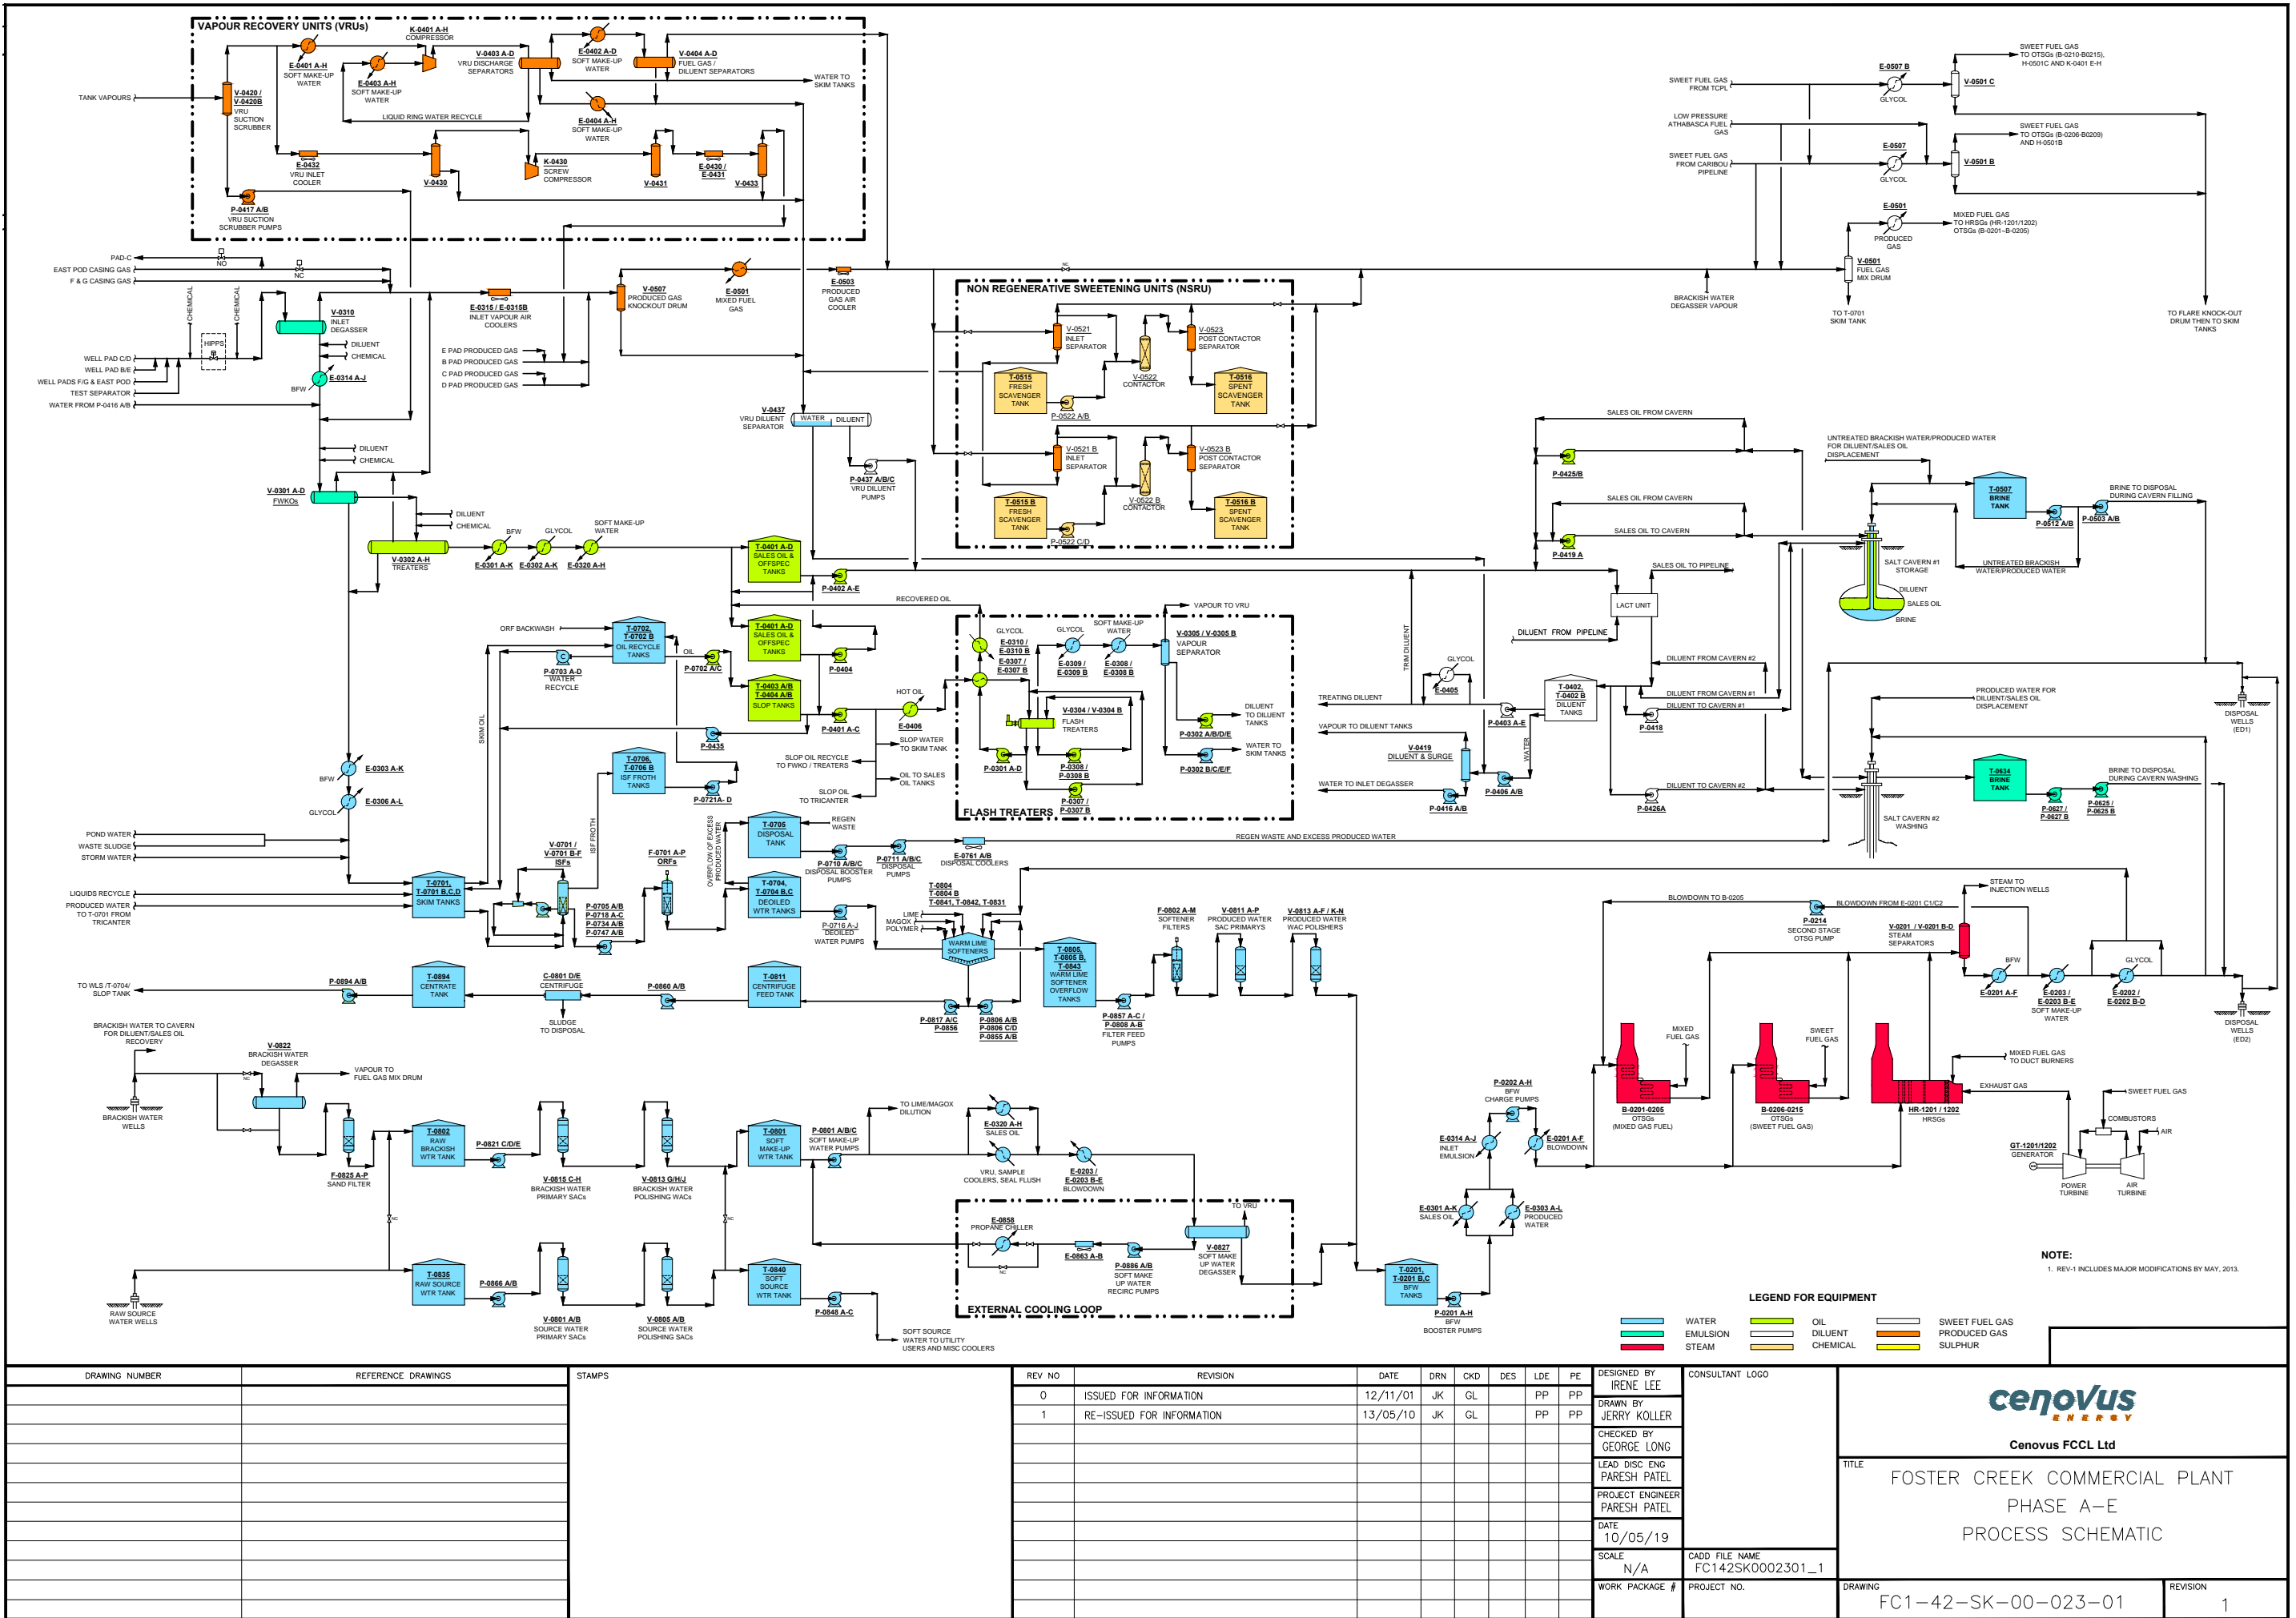 VAPOUR RECOVERY UNITS (VRUs)
K-0401 A-H
COMPRESSOR
E-0401 A-H
SOFT MAKE-UP
WATER
E-0403 A-H
SOFT MAKE-UP
WATER
V-0403 A-D
VRU DISCHARGE
SEPARATORS
E-0402 A-D
SOFT MAKE-UP
WATER
V-0404 A-D
FUEL GAS /
DILUENT SEPARATORS
WATER TO
SKIM TANKS
TANK VAPOURS
V-0420 /
V-0420B
VRU
SUCTION
SCRUBBER
LIQUID RING WATER RECYCLE
E-0404 A-H
SOFT MAKE-UP
WATER
E-0432
VRU INLET
COOLER
V-0430
K-0430
SCREW
COMPRESSOR
V-0431
E-0430 /
E-0431
V-0433
P-0417 A/B
VRU SUCTION
SCRUBBER PUMPS
SWEET FUEL GAS
FROM TCPL
E-0507 B
GLYCOL
V-0501 C
SWEET FUEL GAS
TO OTSGs (B-0210-B0215),
H-0501C AND K-0401 E-H
LOW PRESSURE
ATHABASCA FUEL
GAS
SWEET FUEL GAS
FROM CARIBOU
PIPELINE
E-0507
GLYCOL
V-0501 B
SWEET FUEL GAS
TO OTSGs (B-0206-B0209)
AND H-0501B
E-0501
PRODUCED
GAS
MIXED FUEL GAS
TO HRSGs (HR-1201/1202)
OTSGs (B-0201~B-0205)
V-0501
FUEL GAS
MIX DRUM
TO T-0701
SKIM TANK
BRACKISH WATER
DEGASSER VAPOUR
TO FLARE KNOCK-OUT
DRUM THEN TO SKIM
TANKS
PAD-C
EAST POD CASING GAS
F & G CASING GAS
NO
NC
CHEMICAL
CHEMICAL
HIPPS
V-0310
INLET
DEGASSER
DILUENT
CHEMICAL
E-0314 A-J
BFW
WELL PAD C/D
WELL PAD B/E
WELL PADS F/G & EAST POD
TEST SEPARATOR
WATER FROM P-0416 A/B
E-0315 / E-0315B
INLET VAPOUR AIR
COOLERS
V-0507
PRODUCED GAS
KNOCKOUT DRUM
E-0501
MIXED FUEL
GAS
E-0503
PRODUCED
GAS AIR
COOLER
NC
E PAD PRODUCED GAS
B PAD PRODUCED GAS
C PAD PRODUCED GAS
D PAD PRODUCED GAS
NON REGENERATIVE SWEETENING UNITS (NSRU)
V-0521
INLET
SEPARATOR
V-0523
POST CONTACTOR
SEPARATOR
V-0522
CONTACTOR
T-0515
FRESH
SCAVENGER
TANK
P-0522 A/B
T-0516
SPENT
SCAVENGER
TANK
V-0521 B
INLET
SEPARATOR
V-0523 B
POST CONTACTOR
SEPARATOR
V-0522 B
CONTACTOR
T-0515 B
FRESH
SCAVENGER
TANK
P-0522 C/D
T-0516 B
SPENT
SCAVENGER
TANK
V-0437
VRU DILUENT
SEPARATOR
WATER
DILUENT
P-0437 A/B/C
VRU DILUENT
PUMPS
DILUENT
CHEMICAL
V-0301 A-D
FWKOs
DILUENT
CHEMICAL
V-0302 A-H
TREATERS
BFW
E-0301 A-K
GLYCOL
E-0302 A-K
SOFT MAKE-UP
WATER
E-0320 A-H
T-0401 A-D
SALES OIL &
OFFSPEC
TANKS
P-0402 A-E
RECOVERED OIL
T-0401 A-D
SALES OIL &
OFFSPEC
TANKS
P-0404
T-0403 A/B
T-0404 A/B
SLOP TANKS
P-0401 A-C
ORF BACKWASH
T-0702,
T-0702 B
OIL RECYCLE
TANKS
OIL
P-0702 A/C
P-0703 A-D
WATER
RECYCLE
SKIM OIL
P-0435
T-0706,
T-0706 B
ISF FROTH
TANKS
P-0721A- D
HOT OIL
E-0406
SLOP WATER
TO SKIM TANK
SLOP OIL RECYCLE
TO FWKO / TREATERS
OIL TO SALES
OIL TANKS
SLOP OIL
TO TRICANTER
FLASH TREATERS
GLYCOL
E-0310 /
E-0310 B
E-0307 /
E-0307 B
GLYCOL
E-0309 /
E-0309 B
SOFT MAKE-UP
WATER
E-0308 /
E-0308 B
VAPOUR TO VRU
V-0305 / V-0305 B
VAPOUR
SEPARATOR
V-0304 / V-0304 B
FLASH
TREATERS
P-0301 A-D
P-0308 /
P-0308 B
P-0307 /
P-0307 B
DILUENT
TO DILUENT
TANKS
P-0302 A/B/D/E
WATER TO
SKIM TANKS
P-0302 B/C/E/F
SALES OIL FROM CAVERN
P-0425/B
SALES OIL FROM CAVERN
SALES OIL TO CAVERN
P-0419 A
SALES OIL TO PIPELINE
LACT UNIT
DILUENT FROM PIPELINE
TRIM DILUENT
GLYCOL
E-0405
TREATING DILUENT
P-0403 A-E
T-0402,
T-0402 B
DILUENT
TANKS
DILUENT FROM CAVERN #2
DILUENT FROM CAVERN #1
DILUENT TO CAVERN #1
P-0418
VAPOUR TO DILUENT TANKS
V-0419
DILUENT & SURGE
WATER
P-0406 A/B
WATER TO INLET DEGASSER
P-0416 A/B
DILUENT TO CAVERN #2
P-0426A
UNTREATED BRACKISH WATER/PRODUCED WATER
FOR DILUENT/SALES OIL
DISPLACEMENT
T-0507
BRINE
TANK
P-0512 A/B
P-0503 A/B
BRINE TO DISPOSAL
DURING CAVERN FILLING
SALT CAVERN #1
STORAGE
UNTREATED BRACKISH
WATER/PRODUCED WATER
DILUENT
SALES OIL
BRINE
PRODUCED WATER FOR
DILUENT/SALES OIL
DISPLACEMENT
DISPOSAL
WELLS
(ED1)
T-0634
BRINE
TANK
P-0627 /
P-0627 B
P-0625 /
P-0625 B
BRINE TO DISPOSAL
DURING CAVERN WASHING
SALT CAVERN #2
WASHING
BFW
E-0303 A-K
E-0306 A-L
GLYCOL
POND WATER
WASTE SLUDGE
STORM WATER
LIQUIDS RECYCLE
PRODUCED WATER
TO T-0701 FROM
TRICANTER
T-0701,
T-0701 B,C,D
SKIM TANKS
V-0701 /
V-0701 B-F
ISFs
ISF FROTH
P-0705 A/B
P-0718 A-C
P-0734 A/B
P-0747 A/B
F-0701 A-P
ORFs
OVERFLOW OF EXCESS
PRODUCED WATER
T-0705
DISPOSAL
TANK
REGEN
WASTE
P-0710 A/B/C
DISPOSAL BOOSTER
PUMPS
P-0711 A/B/C
DISPOSAL
PUMPS
E-0761 A/B
DISPOSAL COOLERS
REGEN WASTE AND EXCESS PRODUCED WATER
T-0704,
T-0704 B,C
DEOILED
WTR TANKS
P-0716 A-J
DEOILED
WATER PUMPS
T-0804
T-0804 B
T-0841, T-0842, T-0831
LIME
MAGOX
POLYMER
WARM LIME
SOFTENERS
T-0805,
T-0805 B,
T-0843
WARM LIME
SOFTENER
OVERFLOW
TANKS
F-0802 A-M
SOFTENER
FILTERS
V-0811 A-P
PRODUCED WATER
SAC PRIMARYS
V-0813 A-F / K-N
PRODUCED WATER
WAC POLISHERS
P-0857 A-C /
P-0808 A-B
FILTER FEED
PUMPS
P-0817 A/C
P-0856
P-0806 A/B
P-0806 C/D
P-0855 A/B
TO WLS /T-0704/
SLOP TANK
P-0894 A/B
T-0894
CENTRATE
TANK
C-0801 D/E
CENTRIFUGE
SLUDGE
TO DISPOSAL
P-0860 A/B
T-0811
CENTRIFUGE
FEED TANK
BLOWDOWN TO B-0205
P-0214
SECOND STAGE
OTSG PUMP
BLOWDOWN FROM E-0201 C1/C2
STEAM TO
INJECTION WELLS
V-0201 / V-0201 B-D
STEAM
SEPARATORS
BFW
E-0201 A-F
E-0203 /
E-0203 B-E
SOFT MAKE-UP
WATER
GLYCOL
E-0202 /
E-0202 B-D
DISPOSAL
WELLS
(ED2)
BRACKISH WATER TO CAVERN
FOR DILUENT/SALES OIL
RECOVERY
V-0822
BRACKISH WATER
DEGASSER
NC
VAPOUR TO
FUEL GAS MIX DRUM
BRACKISH WATER
WELLS
F-0825 A-P
SAND FILTER
T-0802
RAW
BRACKISH
WTR TANK
P-0821 C/D/E
V-0815 C-H
BRACKISH WATER
PRIMARY SACs
V-0813 G/H/J
BRACKISH WATER
POLISHING WACs
T-0801
SOFT
MAKE-UP
WTR TANK
P-0801 A/B/C
SOFT MAKE-UP
WATER PUMPS
TO LIME/MAGOX
DILUTION
E-0320 A-H
SALES OIL
VRU, SAMPLE
COOLERS, SEAL FLUSH
E-0203 /
E-0203 B-E
BLOWDOWN
NC
NC
RAW SOURCE
WATER WELLS
T-0835
RAW SOURCE
WTR TANK
P-0866 A/B
V-0801 A/B
SOURCE WATER
PRIMARY SACs
V-0805 A/B
SOURCE WATER
POLISHING SACs
T-0840
SOFT
SOURCE
WTR TANK
P-0848 A-C
SOFT SOURCE
WATER TO UTILITY
USERS AND MISC COOLERS
E-0858
PROPANE CHILLER
NC
E-0863 A-B
P-0886 A/B
SOFT MAKE
UP WATER
RECIRC PUMPS
TO VRU
V-0827
SOFT MAKE
UP WATER
DEGASSER
EXTERNAL COOLING LOOP
T-0201,
T-0201 B,C
BFW
TANKS
P-0201 A-H
BFW
BOOSTER PUMPS
E-0301 A-K
SALES OIL
E-0303 A-L
PRODUCED
WATER
E-0314 A-J
INLET
EMULSION
P-0202 A-H
BFW
CHARGE PUMPS
E-0201 A-F
BLOWDOWN
MIXED
FUEL GAS
B-0201-0205
OTSGs
(MIXED GAS FUEL)
SWEET
FUEL GAS
B-0206-0215
OTSGs
(SWEET FUEL GAS)
HR-1201 / 1202
HRSGs
MIXED FUEL GAS
TO DUCT BURNERS
EXHAUST GAS
SWEET FUEL GAS
COMBUSTORS
AIR
GT-1201/1202
GENERATOR
POWER
TURBINE
AIR
TURBINE
NOTE:
1. REV-1 INCLUDES MAJOR MODIFICATIONS BY MAY, 2013.
LEGEND FOR EQUIPMENT
WATER
OIL
SWEET FUEL GAS
EMULSION
DILUENT
PRODUCED GAS
STEAM
CHEMICAL
SULPHUR
DRAWING NUMBER
REFERENCE DRAWINGS
STAMPS
REV NO
REVISION
DATE
DRN
CKD
DES
LDE
PE
0
ISSUED FOR INFORMATION
12/11/01
JK
GL
PP
PP
1
RE-ISSUED FOR INFORMATION
13/05/10
JK
GL
PP
PP
DESIGNED BY
IRENE LEE
DRAWN BY
JERRY KOLLER
CHECKED BY
GEORGE LONG
LEAD DISC ENG
PARESH PATEL
PROJECT ENGINEER
PARESH PATEL
DATE
10/05/19
SCALE
N/A
WORK PACKAGE #
CONSULTANT LOGO
CADD FILE NAME
FC142SK0002301_1
PROJECT NO.
cenovus
ENERGY
Cenovus FCCL Ltd
TITLE
FOSTER CREEK COMMERCIAL PLANT
PHASE A-E
PROCESS SCHEMATIC
DRAWING
FC1-42-SK-00-023-01
REVISION
1